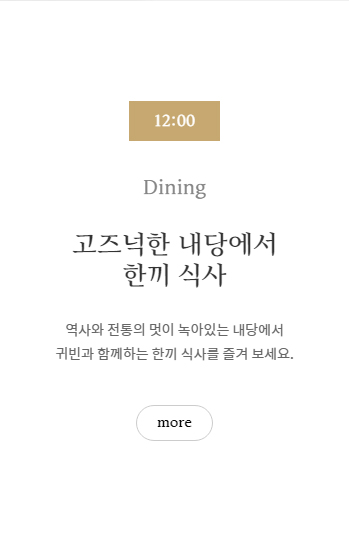 12:00
Dining
고즈넉한 내당에서
한끼 식사
역사와 전통의 멋이 녹아있는 내당에서
귀빈과 함께하는 한끼 식사를 즐겨 보세요.
more